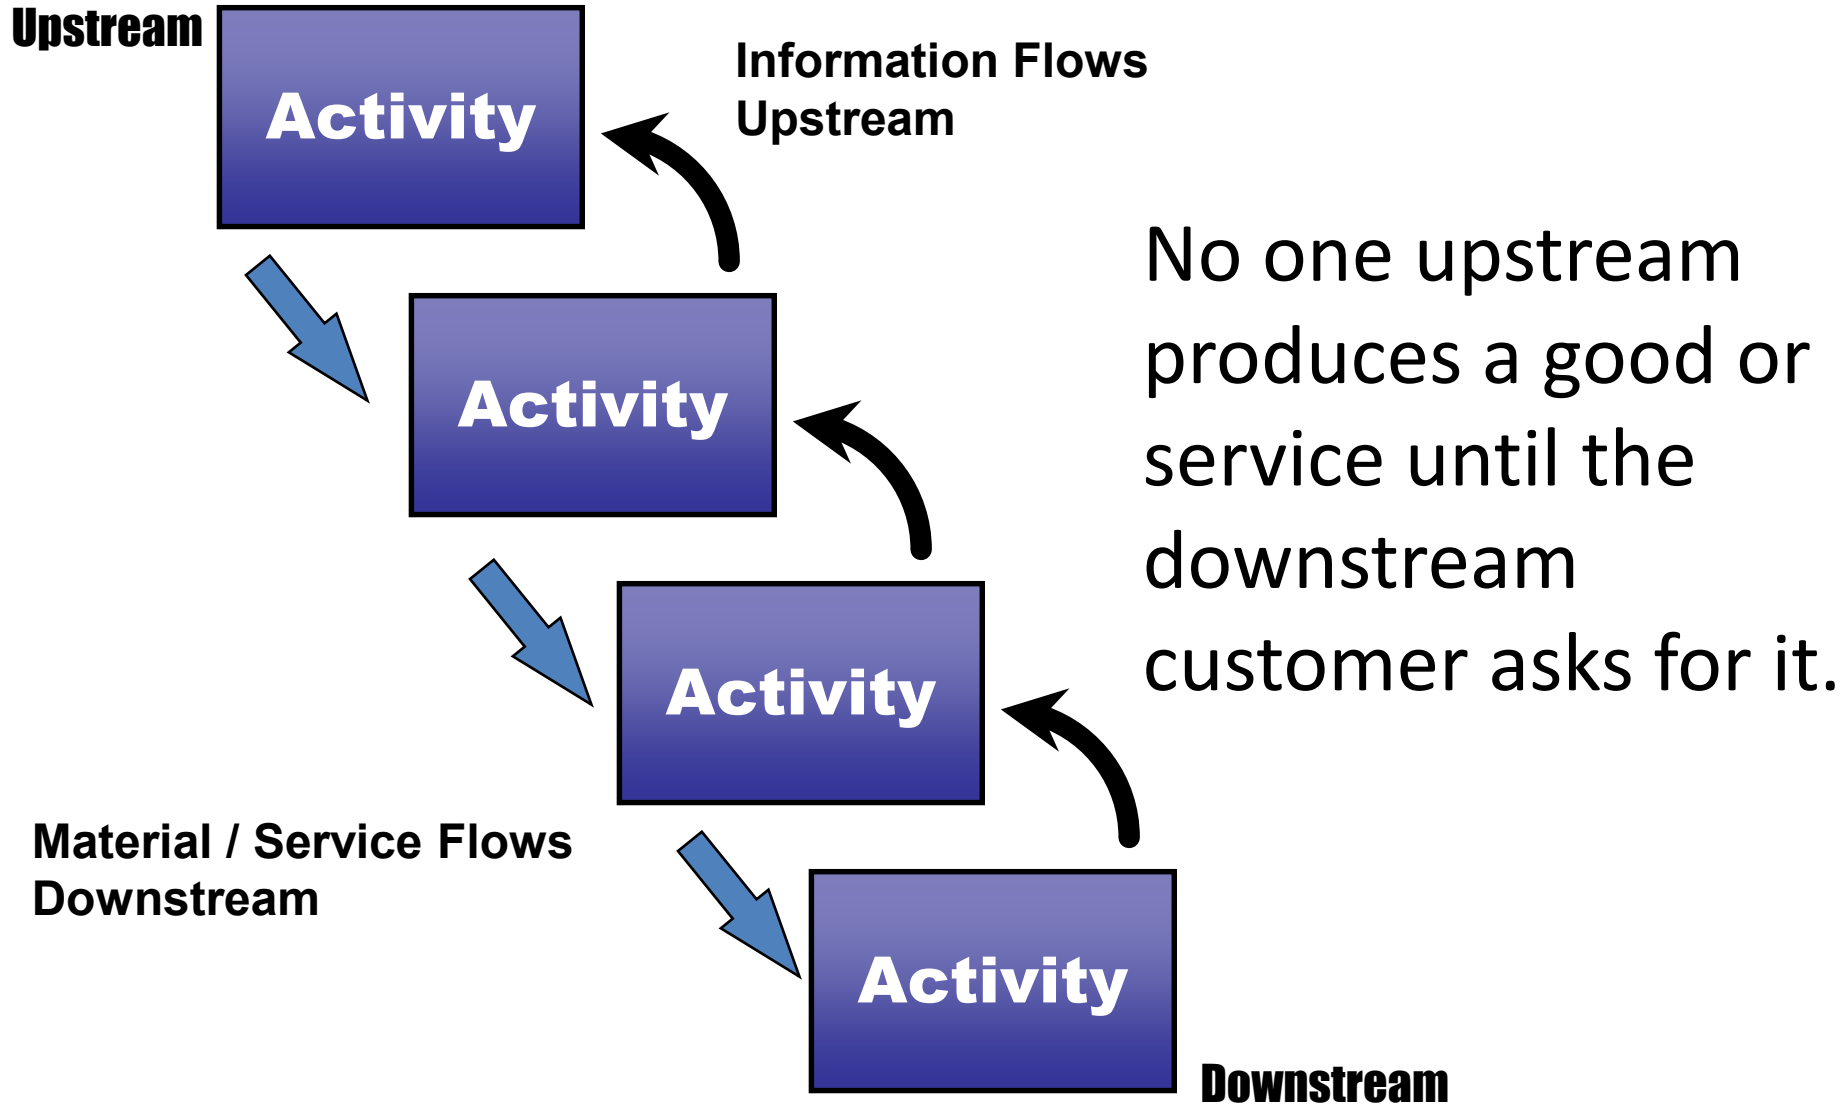 Upstream
Activity
Information Flows
Upstream
Activity
No one upstream
produces a good or
service until the
downstream
customer asks for it.
Activity
Material / Service Flows
Downstream
Activity
Downstream